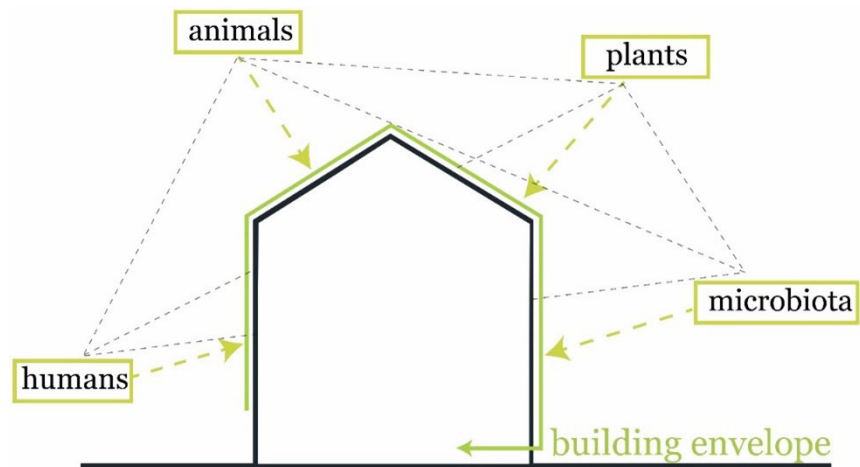 animals
plants
microbiota
humans
building envelope